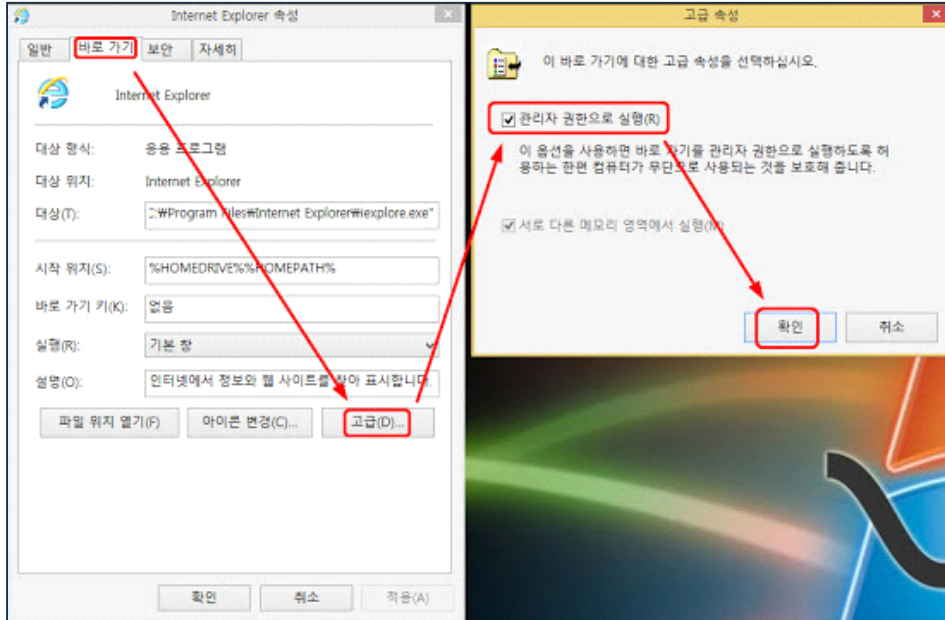 Internet Explorer 속성
일반 바로 가기 보안 자세히
Internet Explorer
대상 형식: 응용 프로그램
대상 위치: Internet Explorer
대상(T): C:₩Program Files₩Internet Explorer₩iexplore.exe"
시작 위치(S): %HOMEDRIVE%%HOMEPATH%
바로 가기 키(K): 없음
실행(R): 기본 창
설명(O): 인터넷에서 정보와 웹 사이트를 찾아 표시합니다.
파일 위치 열기(F) 아이콘 변경(C)... 고급(D)...
확인 취소 적용(A)
고급 속성
이 바로 가기에 대한 고급 속성을 선택하십시오.
관리자 권한으로 실행(R)
이 옵션을 사용하면 바로 가기를 관리자 권한으로 실행하도록 허
용하는 한편 컴퓨터가 무단으로 사용되는 것을 보호해 줍니다.
서로 다른 메모리 영역에서 실행(M)
확인 취소